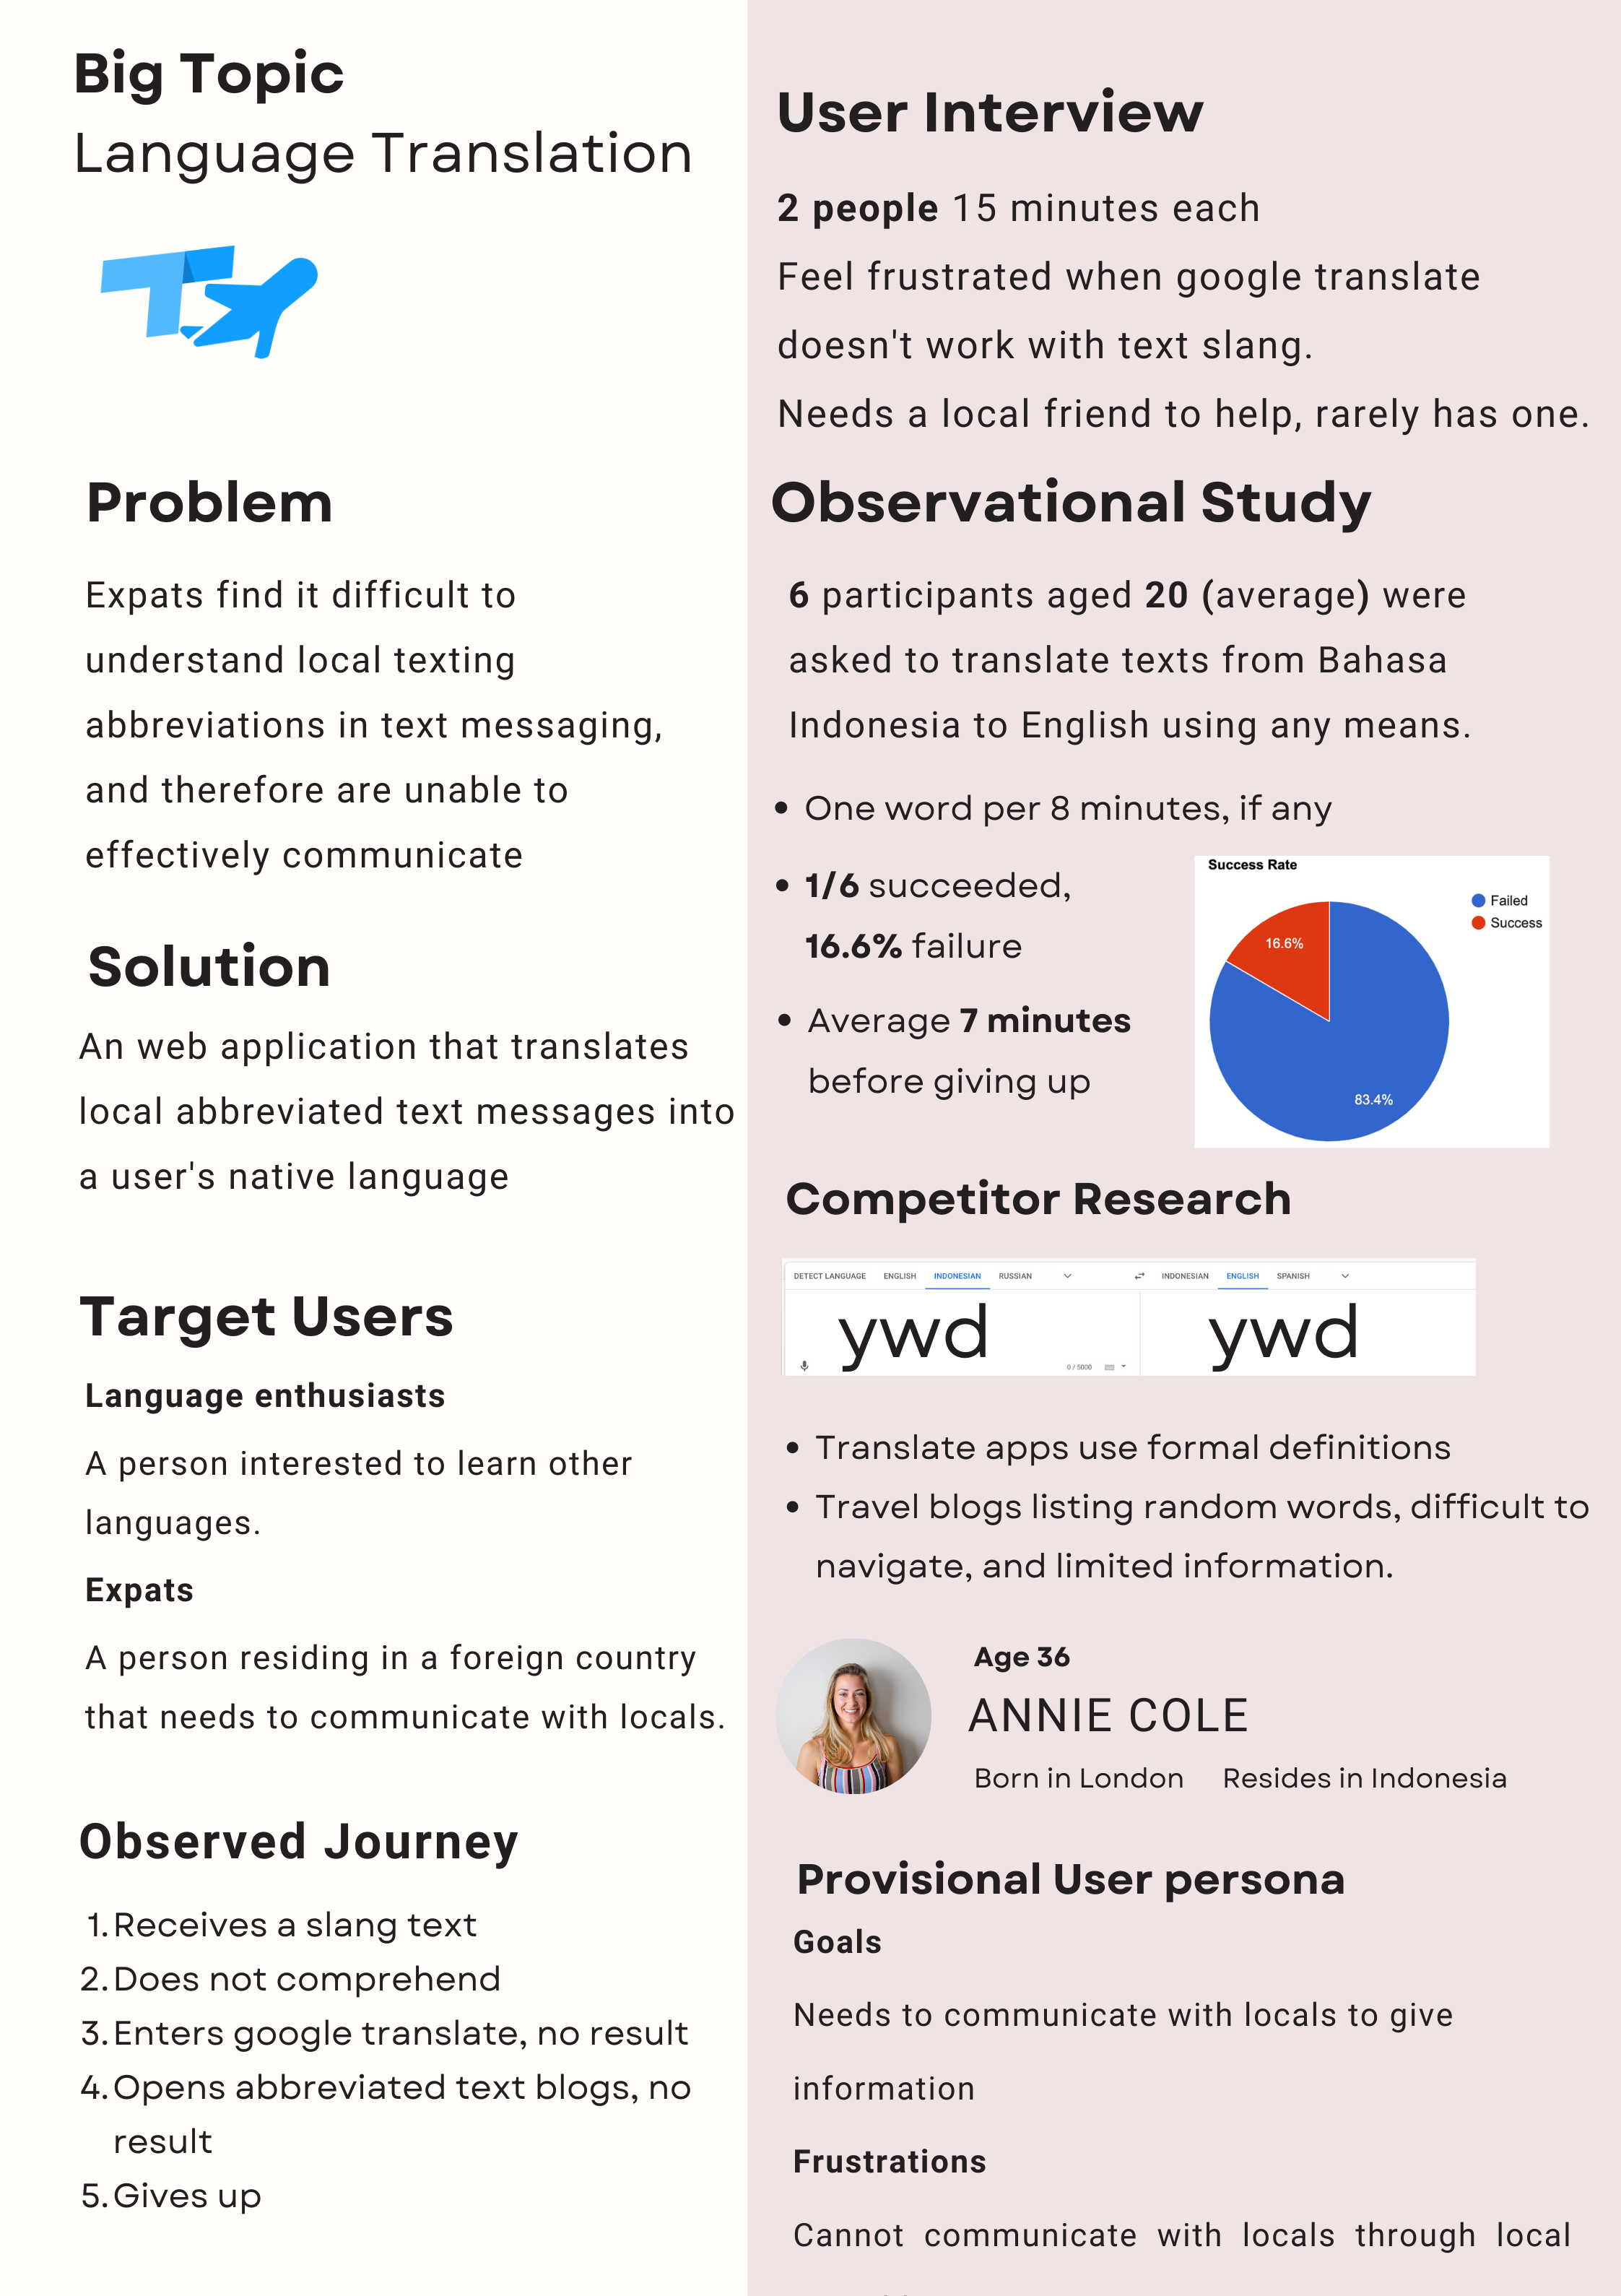 Big Topic
Language Translation
Problem
Expats find it difficult to
understand local texting
abbreviations in text messaging,
and therefore are unable to
effectively communicate
Solution
An web application that translates
local abbreviated text messages into
a user's native language
Target Users
Language enthusiasts
A person interested to learn other
languages.
Expats
A person residing in a foreign country
that needs to communicate with locals.
Observed Journey
1. Receives a slang text
2. Does not comprehend
3. Enters google translate, no result
4. Opens abbreviated text blogs, no
result
5. Gives up
User Interview
2 people 15 minutes each
Feel frustrated when google translate
doesn't work with text slang.
Needs a local friend to help, rarely has one.
Observational Study
6 participants aged 20 (average) were
asked to translate texts from Bahasa
Indonesia to English using any means.
• One word per 8 minutes, if any
• 1/6 succeeded,
16.6% failure
• Average 7 minutes
before giving up
Success Rate
Failed
Success
16.6%
83.4%
Competitor Research
DETECT LANGUAGE ENGLISH INDONESIAN RUSSIAN INDONESIAN ENGLISH SPANISH
ywd ywd
0 / 5000
• Translate apps use formal definitions
• Travel blogs listing random words, difficult to
navigate, and limited information.
Age 36
ANNIE COLE
Born in London Resides in Indonesia
Provisional User persona
Goals
Needs to communicate with locals to give
information
Frustrations
Cannot communicate with locals through local